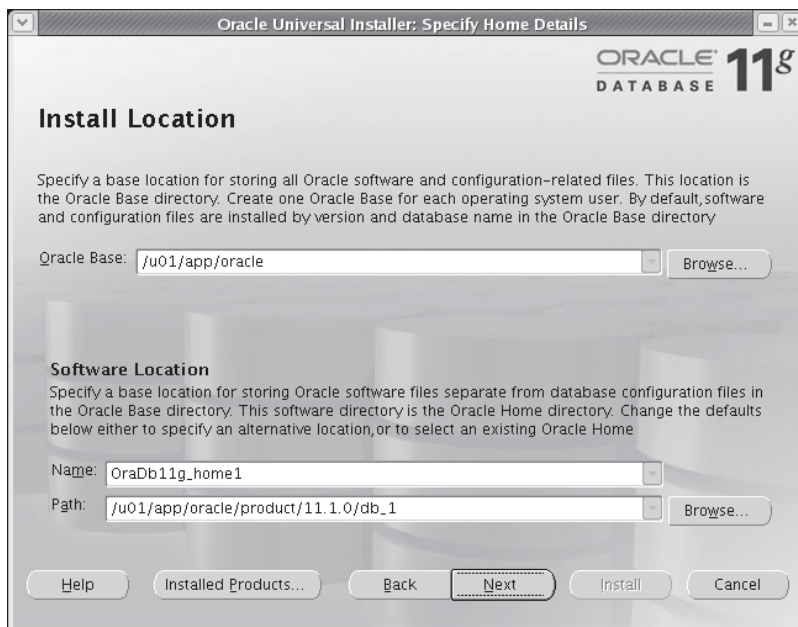 Oracle Universal Installer: Specify Home Details
ORACLE 11g
DATABASE
Install Location
Specify a base location for storing all Oracle software and configuration-related files. This location is
the Oracle Base directory. Create one Oracle Base for each operating system user. By default,software
and configuration files are installed by version and database name in the Oracle Base directory
Oracle Base: /u01/app/oracle Browse...
Software Location
Specify a base location for storing Oracle software files separate from database configuration files in
the Oracle Base directory. This software directory is the Oracle Home directory. Change the defaults
below either to specify an alternative location,or to select an existing Oracle Home
Name: OraDb11g_home1
Path: /u01/app/oracle/product/11.1.0/db_1 Browse...
Help Installed Products... Back Next Install Cancel